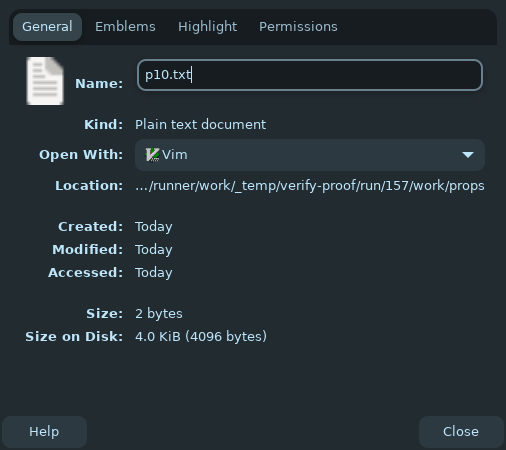 General Emblems Highlight Permissions
Name: p10.txt
Kind: Plain text document
Open With: Vim
Location: .../runner/work/_temp/verify-proof/run/157/work/props
Created: Today
Modified: Today
Accessed: Today
Size: 2 bytes
Size on Disk: 4.0 KiB (4096 bytes)
Help Close